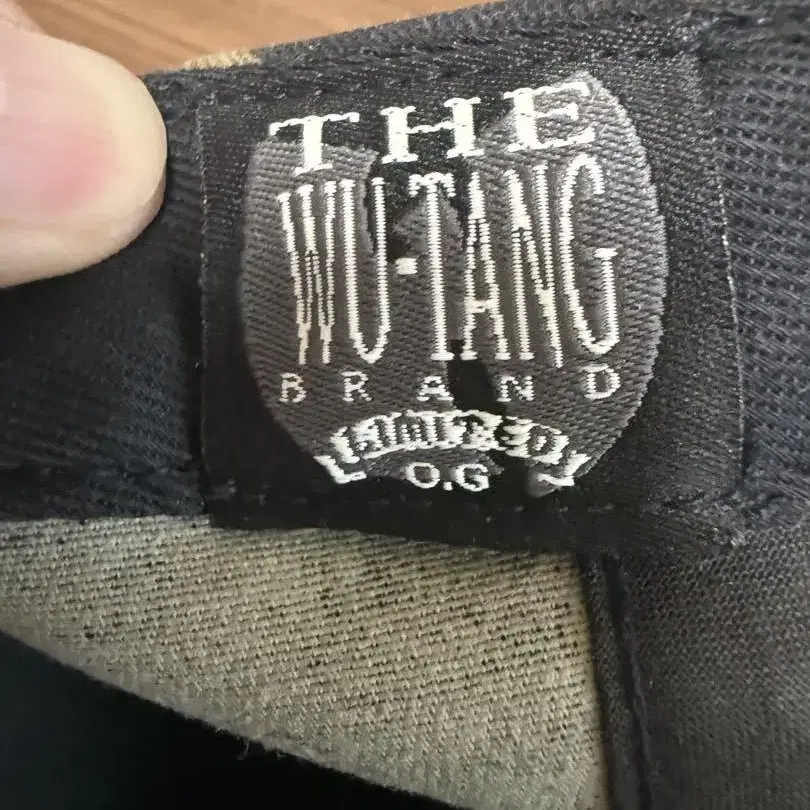 THE
WU-TANG
BRAND
LIMITED
O.G